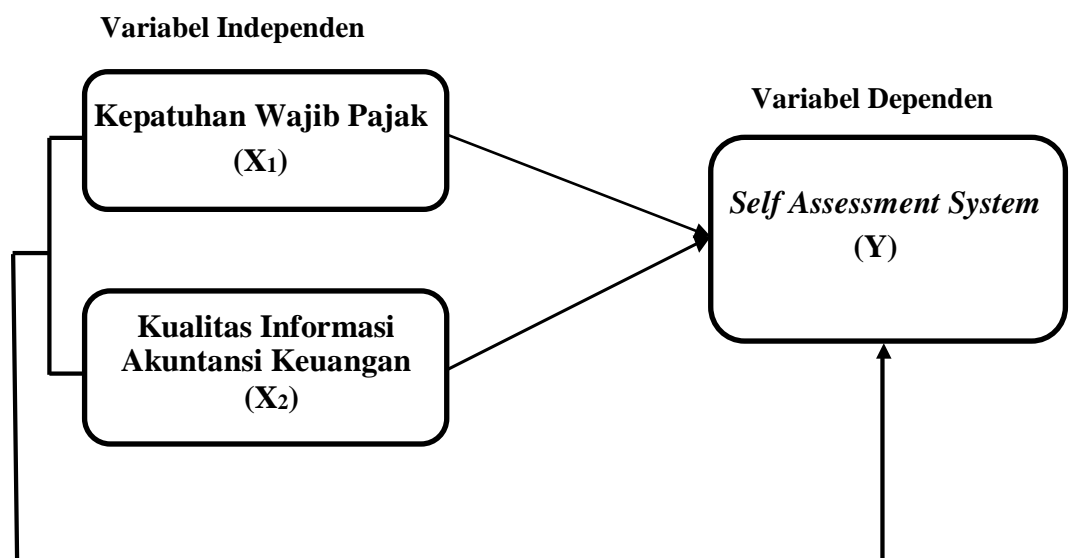 Variabel Independen
Kepatuhan Wajib Pajak
(X₁)
Kualitas Informasi
Akuntansi Keuangan
(X₂)
Variabel Dependen
Self Assessment System
(Y)